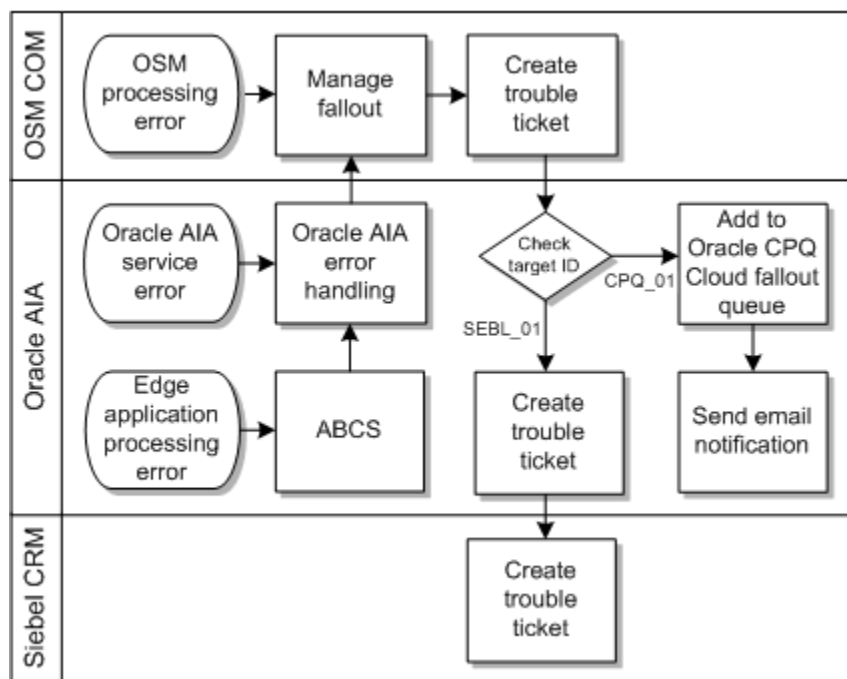 OSM COM
OSM
processing
error
Manage
fallout
Create
trouble
ticket
Oracle AIA
Oracle AIA
service
error
Oracle AIA
error
handling
Check
target ID
CPQ_01
SEBL_01
Add to
Oracle CPQ
Cloud fallout
queue
Edge
application
processing
error
ABCS
Create
trouble
ticket
Send email
notification
Siebel CRM
Create
trouble
ticket